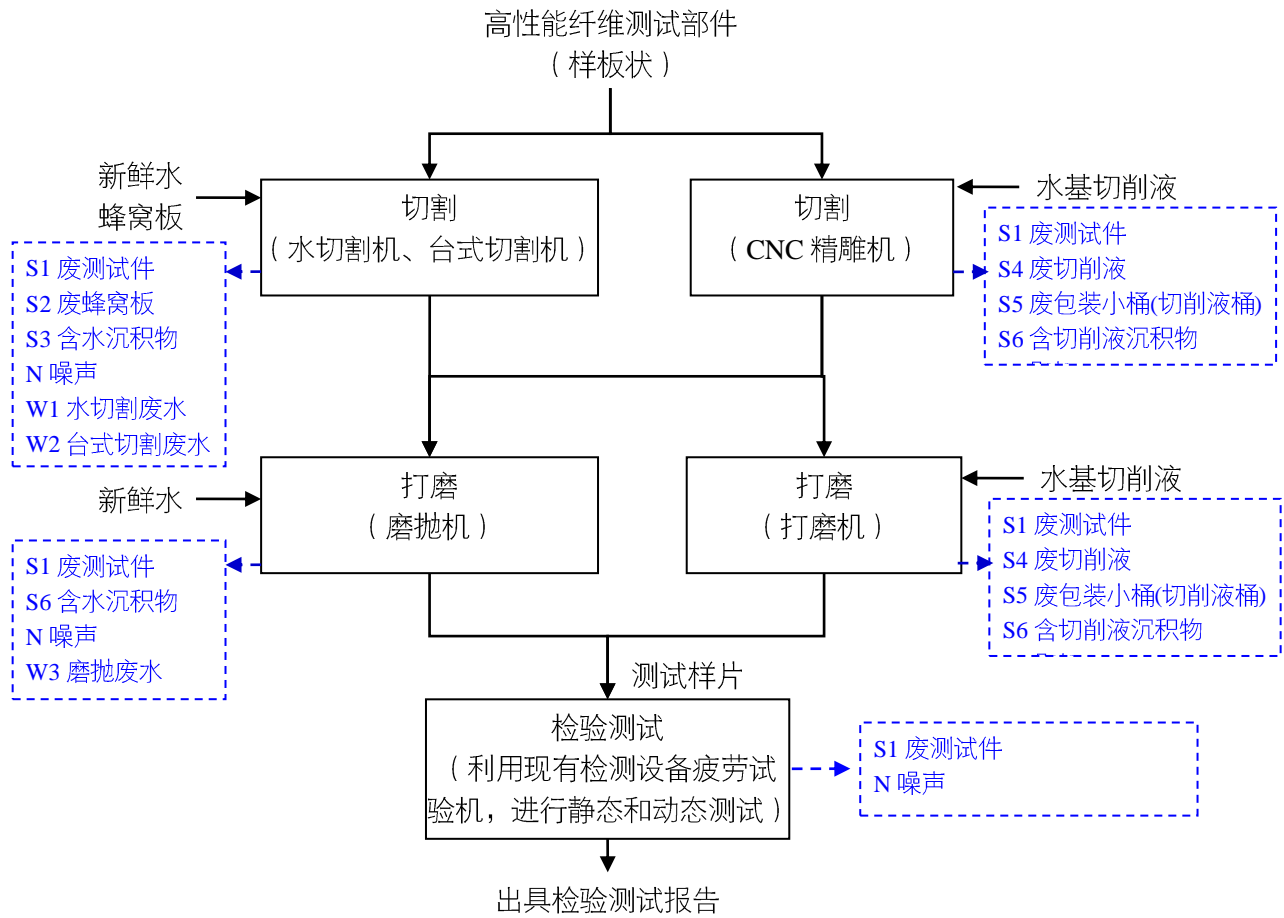 高性能纤维测试部件
（样板状）
新鲜水
蜂窝板
切割
（水切割机、台式切割机）
切割
（CNC 精雕机）
水基切削液
S1 废测试件
S2 废蜂窝板
S3 含水沉积物
N 噪声
W1 水切割废水
W2 台式切割废水
S1 废测试件
S4 废切削液
S5 废包装小桶(切削液桶)
S6 含切削液沉积物
新鲜水
打磨
（磨抛机）
打磨
（打磨机）
水基切削液
S1 废测试件
S6 含水沉积物
N 噪声
W3 磨抛废水
S1 废测试件
S4 废切削液
S5 废包装小桶(切削液桶)
S6 含切削液沉积物
测试样片
检验测试
（利用现有检测设备疲劳试
验机，进行静态和动态测试）
S1 废测试件
N 噪声
出具检验测试报告